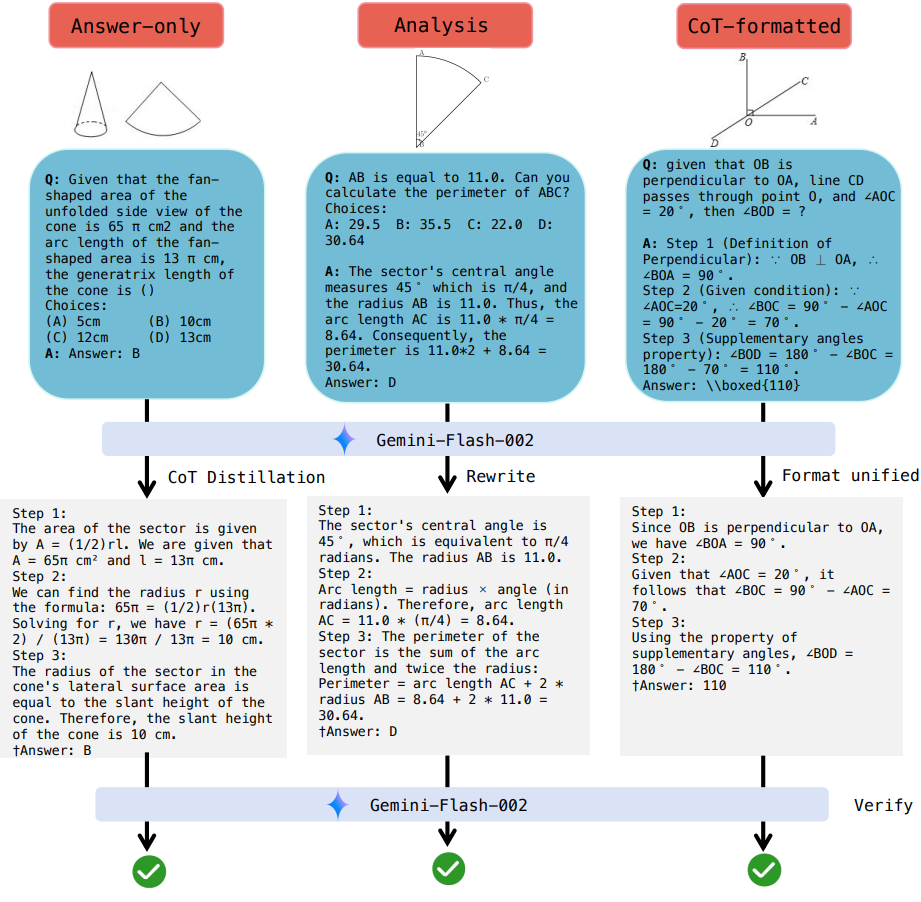 Answer-only
Analysis
CoT-formatted
A
C
45°
B
B
C
O
A
D
Q: Given that the fan-
shaped area of the
unfolded side view of the
cone is 65 π cm2 and the
arc length of the fan-
shaped area is 13 π cm,
the generatrix length of
the cone is ()
Choices:
(A) 5cm (B) 10cm
(C) 12cm (D) 13cm
A: Answer: B
Q: AB is equal to 11.0. Can you
calculate the perimeter of ABC?
Choices:
A: 29.5 B: 35.5 C: 22.0 D:
30.64
A: The sector's central angle
measures 45° which is π/4, and
the radius AB is 11.0. Thus, the
arc length AC is 11.0 * π/4 =
8.64. Consequently, the
perimeter is 11.0*2 + 8.64 =
30.64.
Answer: D
Q: given that OB is
perpendicular to OA, line CD
passes through point O, and ∠AOC
= 20°, then ∠BOD = ?
A: Step 1 (Definition of
Perpendicular): ∵ OB ⊥ OA, ∴
∠BOA = 90°.
Step 2 (Given condition): ∵
∠AOC=20°, ∴ ∠BOC = 90° − ∠AOC
= 90° − 20° = 70°.
Step 3 (Supplementary angles
property): ∠BOD = 180° − ∠BOC =
180° − 70° = 110°.
Answer: \\boxed{110}
Gemini-Flash-002
CoT Distillation
Rewrite
Format unified
Step 1:
The area of the sector is given
by A = (1/2)rl. We are given that
A = 65π cm² and l = 13π cm.
Step 2:
We can find the radius r using
the formula: 65π = (1/2)r(13π).
Solving for r, we have r = (65π *
2) / (13π) = 130π / 13π = 10 cm.
Step 3:
The radius of the sector in the
cone's lateral surface area is
equal to the slant height of the
cone. Therefore, the slant height
of the cone is 10 cm.
†Answer: B
Step 1:
The sector's central angle is
45°, which is equivalent to π/4
radians. The radius AB is 11.0.
Step 2:
Arc length = radius × angle (in
radians). Therefore, arc length
AC = 11.0 * (π/4) = 8.64.
Step 3: The perimeter of the
sector is the sum of the arc
length and twice the radius:
Perimeter = arc length AC + 2 *
radius AB = 8.64 + 2 * 11.0 =
30.64.
†Answer: D
Step 1:
Since OB is perpendicular to OA,
we have ∠BOA = 90°.
Step 2:
Given that ∠AOC = 20°, it
follows that ∠BOC = 90° − ∠AOC =
70°.
Step 3:
Using the property of
supplementary angles, ∠BOD =
180° − ∠BOC = 110°.
†Answer: 110
Gemini-Flash-002
Verify